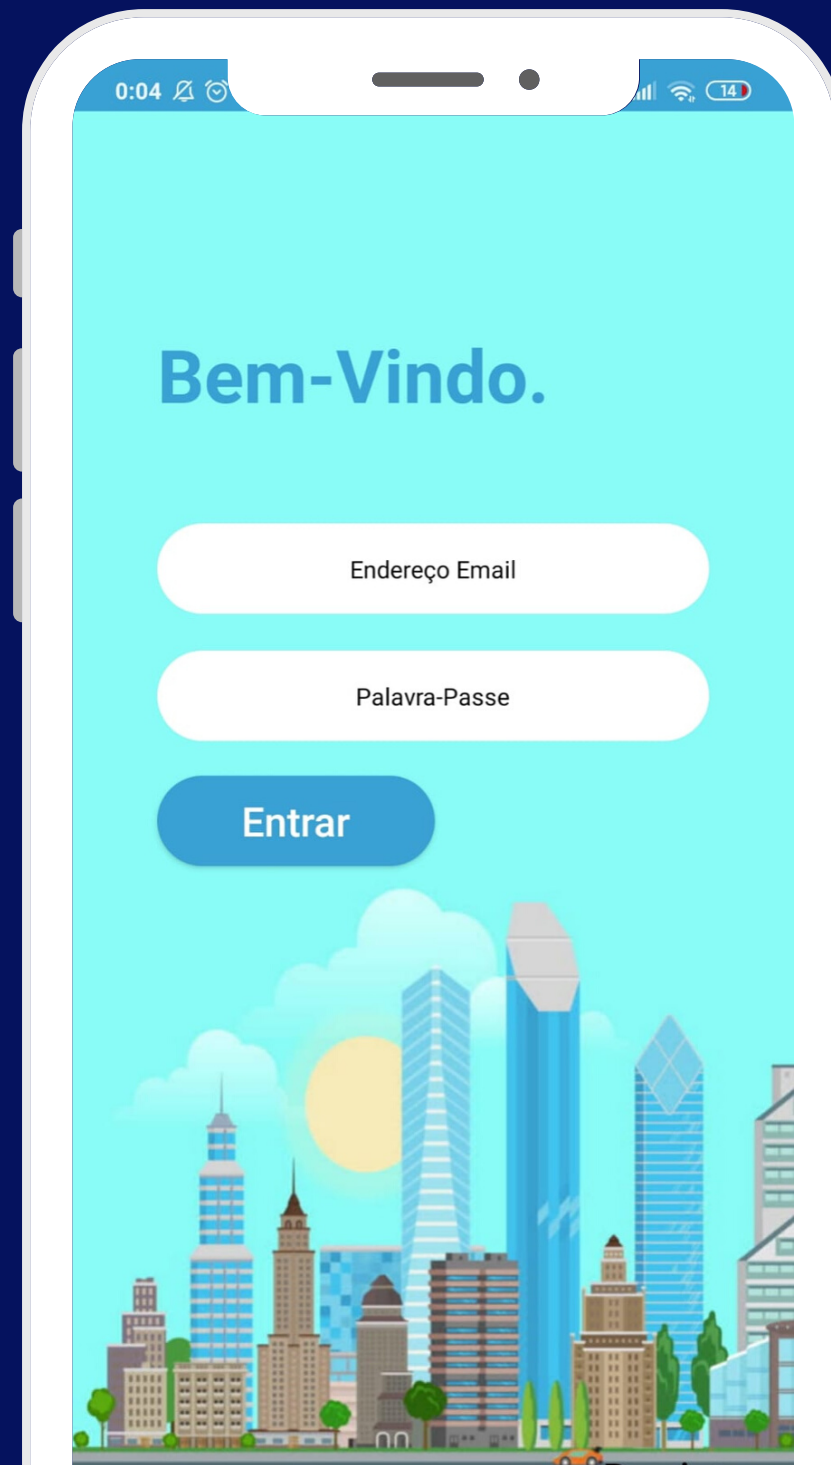 0:04
14
Bem-Vindo.
Endereço Email
Palavra-Passe
Entrar